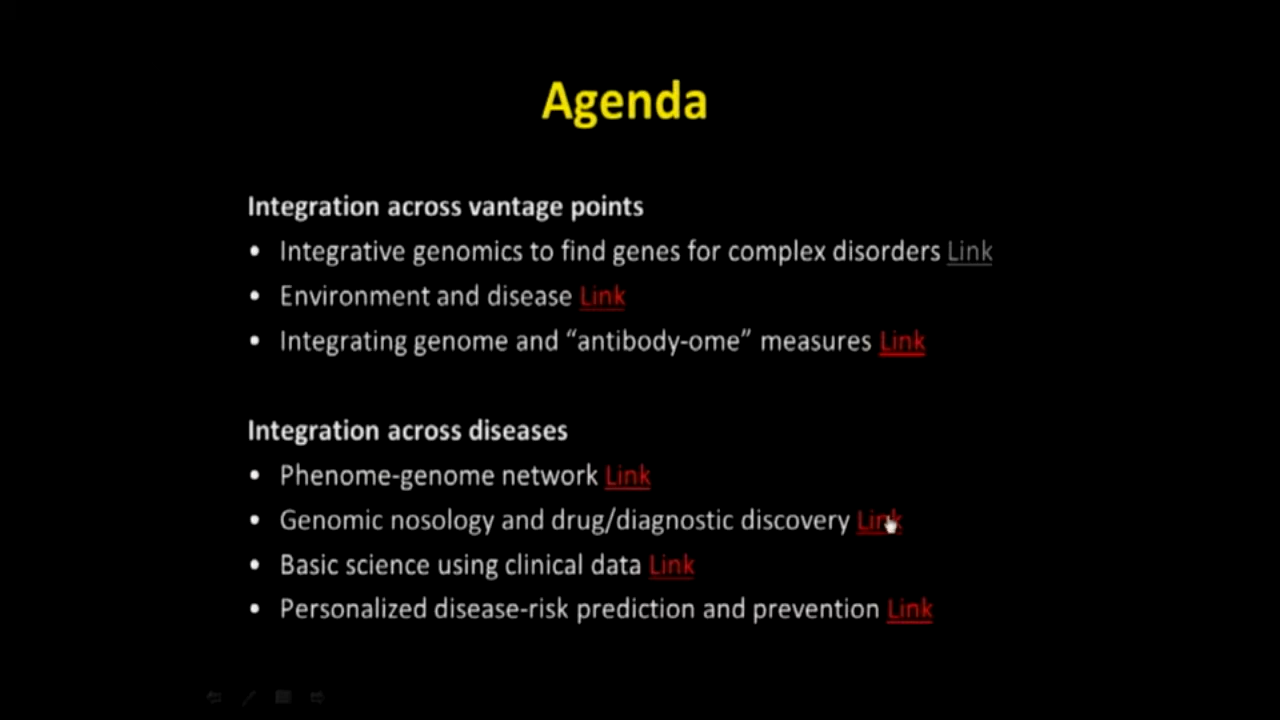 Agenda
Integration across vantage points
• Integrative genomics to find genes for complex disorders Link
• Environment and disease Link
• Integrating genome and “antibody-ome” measures Link
Integration across diseases
• Phenome-genome network Link
• Genomic nosology and drug/diagnostic discovery Link
• Basic science using clinical data Link
• Personalized disease-risk prediction and prevention Link